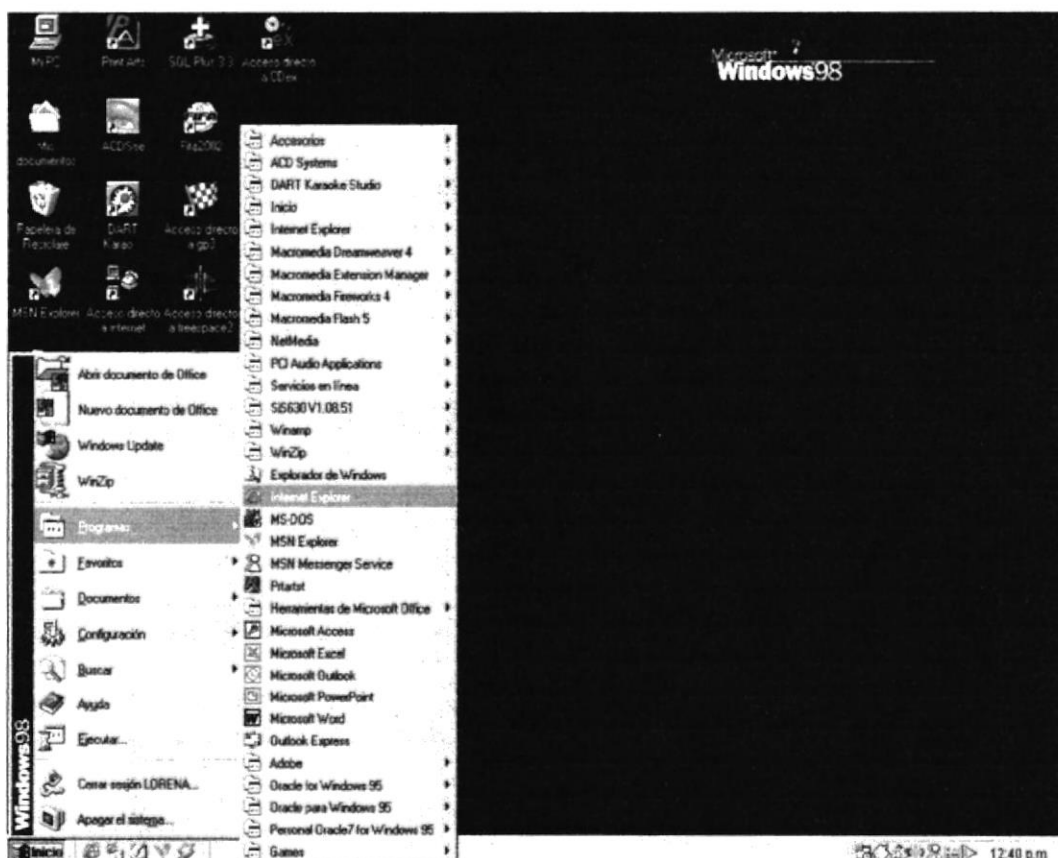 Mi PC
Print Arts
SQL Plus 3.3
Acceso directo
a CDex
Microsoft
Windows98
Mis
documentos
ACDSee
Fifa2002
Papelera de
Reciclaje
DART
Karao...
Acceso directo
a gp3
MSN Explorer
Acceso directo
a internet
Acceso directo
a freespace2
Abrir documento de Office
Nuevo documento de Office
Windows Update
WinZip
Programas
Favoritos
Documentos
Configuración
Buscar
Ayuda
Ejecutar...
Cerrar sesión LORENA...
Apagar el sistema...
Windows98
Accesorios
ACD Systems
DART Karaoke Studio
Inicio
Internet Explorer
Macromedia Dreamweaver 4
Macromedia Extension Manager
Macromedia Fireworks 4
Macromedia Flash 5
NetMedia
PCI Audio Applications
Servicios en línea
SiS630 V1.08.51
Winamp
WinZip
Explorador de Windows
Internet Explorer
MS-DOS
MSN Explorer
MSN Messenger Service
Prtartst
Herramientas de Microsoft Office
Microsoft Access
Microsoft Excel
Microsoft Outlook
Microsoft PowerPoint
Microsoft Word
Outlook Express
Adobe
Oracle for Windows 95
Oracle para Windows 95
Personal Oracle7 for Windows 95
Games
Inicio
12:40 p.m.